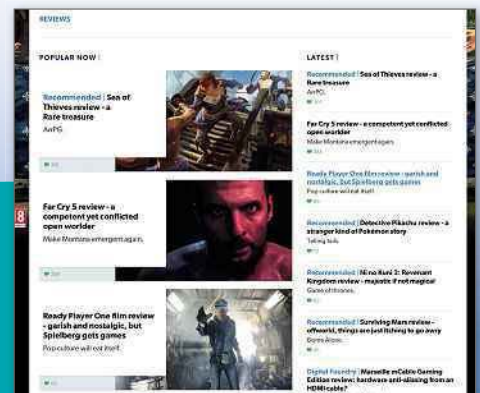 REVIEWS
POPULAR NOW
Recommended | Sea of
Thieves review - a
Rare treasure
ArrPG.
Far Cry 5 review - a
competent yet conflicted
open worlder
Make Montana emergent again.
Ready Player One film review
- garish and nostalgic, but
Spielberg gets games
Pop culture will eat itself.
LATEST
Recommended | Sea of Thieves review - a
Rare treasure
ArrPG.
Far Cry 5 review - a competent yet conflicted
open worlder
Make Montana emergent again.
Ready Player One film review - garish and
nostalgic, but Spielberg gets games
Pop culture will eat itself.
Recommended | Detective Pikachu review - a
stranger kind of Pokémon story
Telling tails.
Recommended | Ni no Kuni 2: Revenant
Kingdom review - majestic if not magical
Game of thrones.
Recommended | Surviving Mars review -
offworld, things are just itching to go awry
Dome Alone.
Digital Foundry | Marseille mCable Gaming
Edition review: hardware anti-aliasing from an
HDMI cable?
8